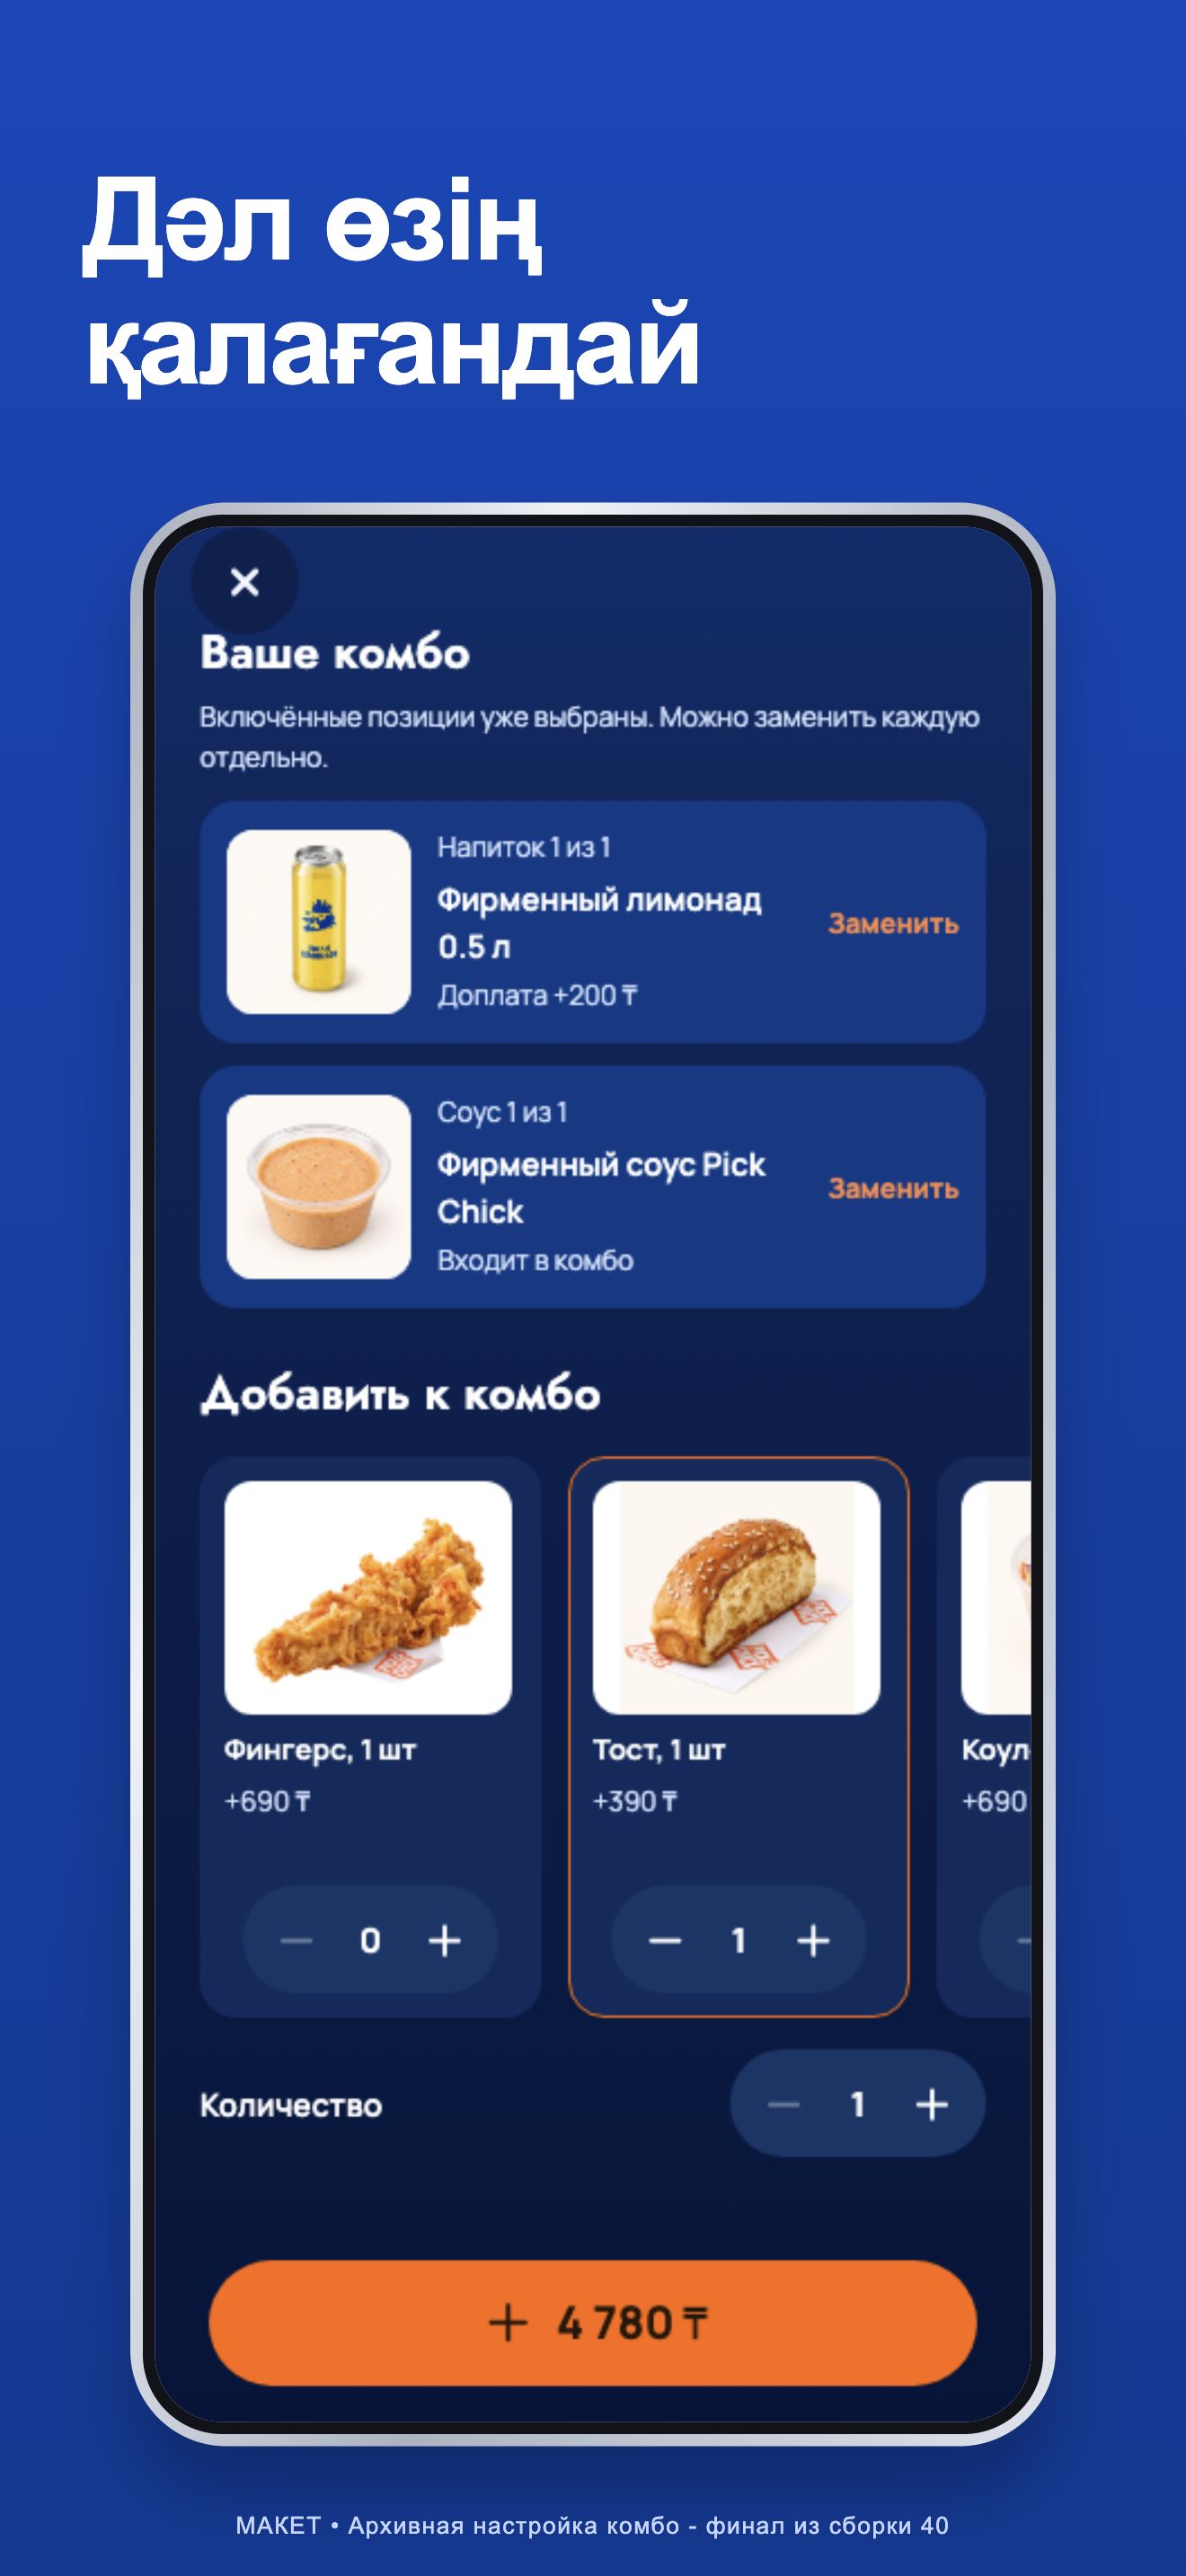 Дәл өзің
қалағандай
Ваше комбо
Включённые позиции уже выбраны. Можно заменить каждую
отдельно.
Напиток 1 из 1
Фирменный лимонад
0.5 л
Доплата +200 ₸
Заменить
Соус 1 из 1
Фирменный соус Pick
Chick
Входит в комбо
Заменить
Добавить к комбо
Фингерс, 1 шт
+690 ₸
0
Тост, 1 шт
+390 ₸
1
Коул
+690
Количество
1
+ 4 780 ₸
МАКЕТ • Архивная настройка комбо - финал из сборки 40